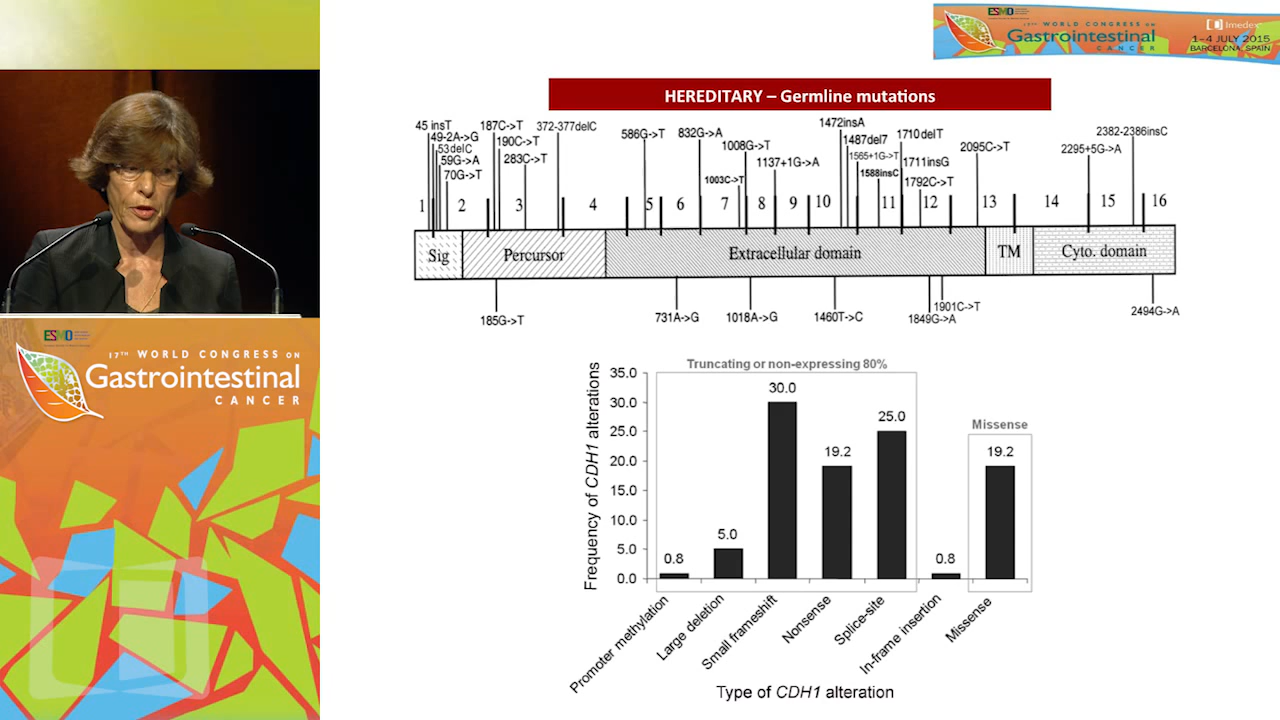 ESMO
17TH WORLD CONGRESS ON
Gastrointestinal
CANCER
Imedex
1–4 JULY 2015
BARCELONA, SPAIN
HEREDITARY – Germline mutations
45 insT
49-2A->G
53delC
59G->A
70G->T
187C->T
190C->T
283C->T
372-377delC
586G->T
832G->A
1003C->T
1008G->T
1137+1G->A
1472insA
1487del7
1565+1G->T
1588insC
1710delT
1711insG
1792C->T
2095C->T
2295+5G->A
2382-2386insC
1 2 3 4 5 6 7 8 9 10 11 12 13 14 15 16
Sig Percursor Extracellular domain TM Cyto. domain
185G->T
731A->G
1018A->G
1460T->C
1849G->A
1901C->T
2494G->A
Truncating or non-expressing 80%
Missense
Frequency of CDH1 alterations
35.0
30.0
25.0
20.0
15.0
10.0
5.0
0.0
0.8
5.0
30.0
19.2
25.0
0.8
19.2
Promoter methylation
Large deletion
Small frameshift
Nonsense
Splice-site
In-frame insertion
Missense
Type of CDH1 alteration
ESMO
17TH WORLD CONGRESS ON
Gastrointestinal
CANCER